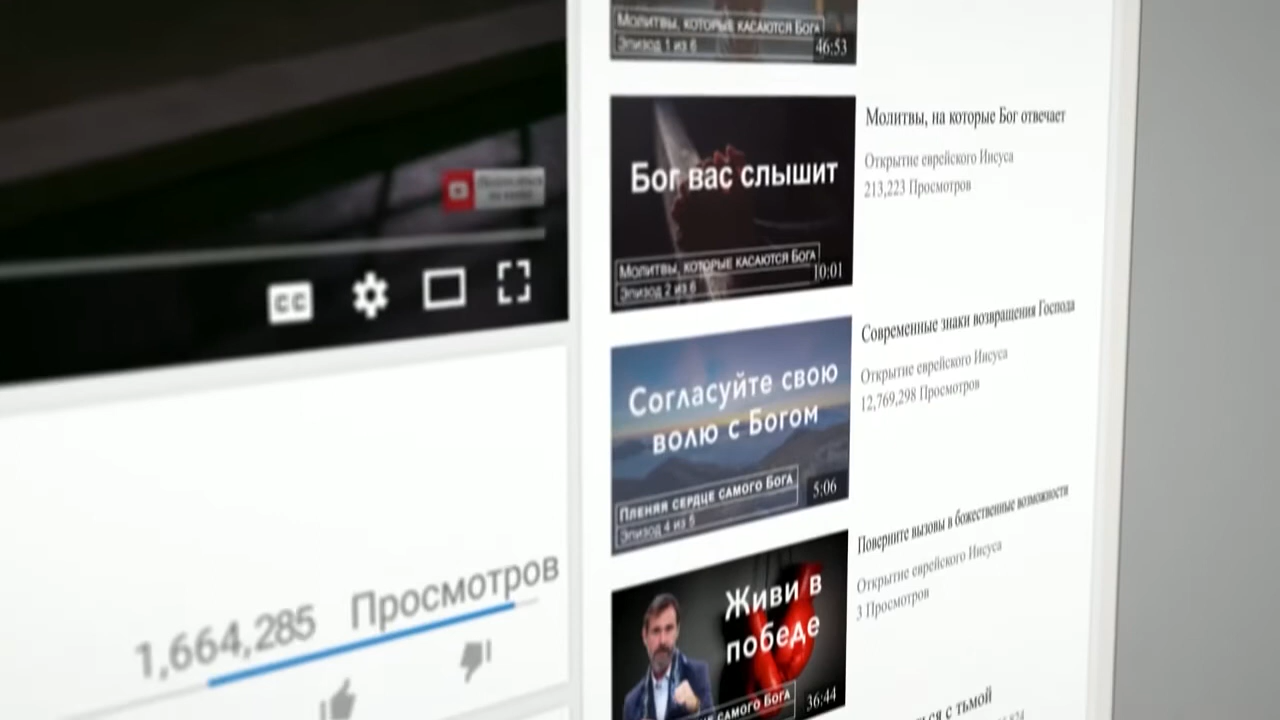 CC
1,664,285 Просмотров
Молитвы, которые касаются Бога
Эпизод 1 из 6
46:53
Бог вас слышит
Молитвы, которые касаются Бога
Эпизод 2 из 6
10:01
Молитвы, на которые Бог отвечает
Открытие еврейского Иисуса
213,223 Просмотров
Согласуйте свою
волю с Богом
Пленяя сердце самого Бога
Эпизод 4 из 5
5:06
Современные знаки возвращения Господа
Открытие еврейского Иисуса
12,769,298 Просмотров
Живи в
победе
самого Бога
36:44
Поверните вызовы в божественные возможности
Открытие еврейского Иисуса
3 Просмотров
с тьмой